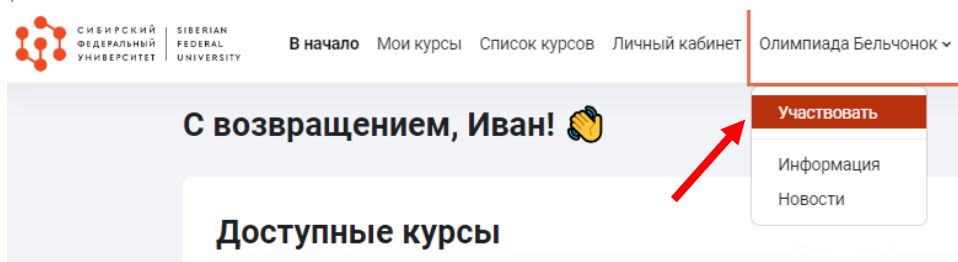 СИБИРСКИЙ
ФЕДЕРАЛЬНЫЙ
УНИВЕРСИТЕТ
SIBERIAN
FEDERAL
UNIVERSITY
В начало Мои курсы Список курсов Личный кабинет Олимпиада Бельчонок
Участвовать
Информация
Новости
С возвращением, Иван! 👋
Доступные курсы